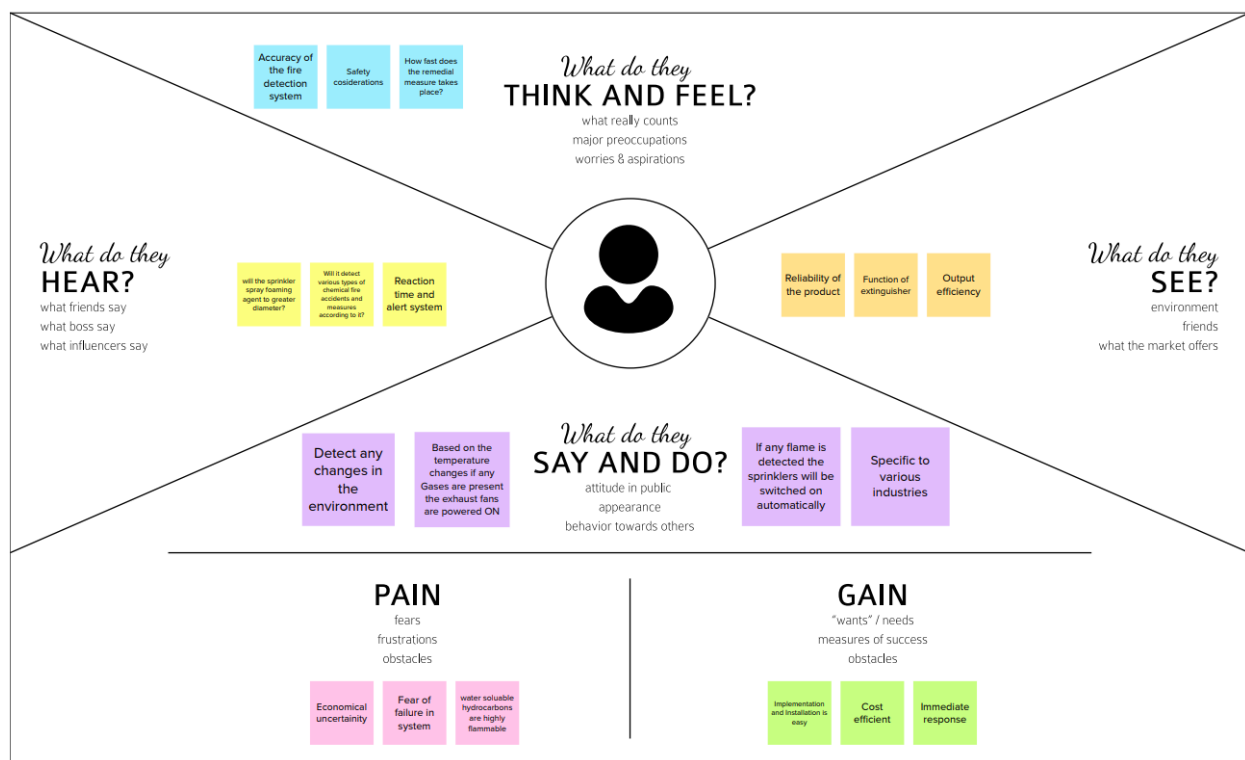 Accuracy of
the fire
detection
system
Safety
cosiderations
How fast does
the remedial
measure takes
place?
What do they
THINK AND FEEL?
what really counts
major preoccupations
worries & aspirations
What do they
HEAR?
what friends say
what boss say
what influencers say
will the sprinkler
spray foaming
agent to greater
diameter?
Will it detect
various types of
chemical fire
accidents and
measures
according to it?
Reaction
time and
alert system
Reliability of
the product
Function of
extinguisher
Output
efficiency
What do they
SEE?
environment
friends
what the market offers
Detect any
changes in
the
environment
Based on the
temperature
changes if any
Gases are present
the exhaust fans
are powered ON
What do they
SAY AND DO?
attitude in public
appearance
behavior towards others
If any flame is
detected the
sprinklers will be
switched on
automatically
Specific to
various
industries
PAIN
fears
frustrations
obstacles
Economical
uncertainity
Fear of
failure in
system
water soluable
hydrocarbons
are highly
flammable
GAIN
"wants" / needs
measures of success
obstacles
Implementation
and Installation is
easy
Cost
efficient
Immediate
response